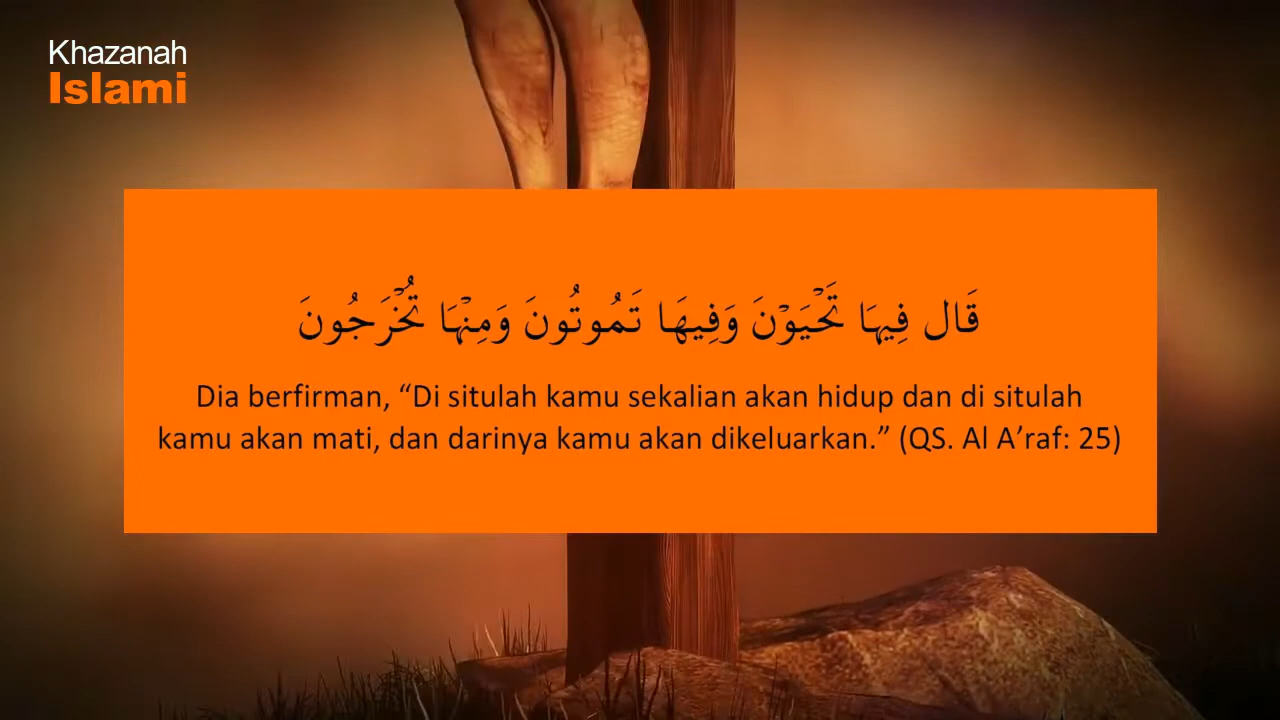 Khazanah
Islami
قَالَ فِيهَا تَحْيَوْنَ وَفِيهَا تَمُوتُونَ وَمِنْهَا تُخْرَجُونَ
Dia berfirman, “Di situlah kamu sekalian akan hidup dan di situlah
kamu akan mati, dan darinya kamu akan dikeluarkan.” (QS. Al A’raf: 25)